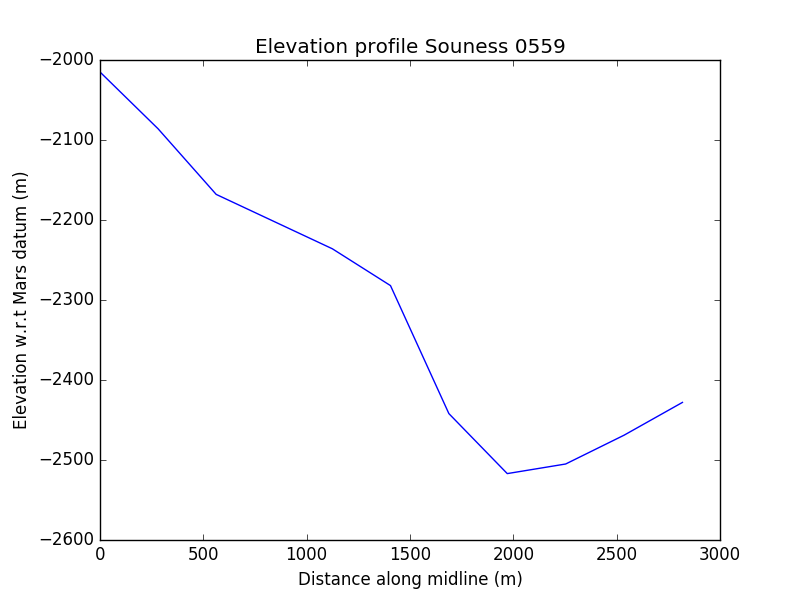 Elevation profile Souness 0559
−2000
−2100
−2200
−2300
−2400
−2500
−2600
Elevation w.r.t Mars datum (m)
0 500 1000 1500 2000 2500 3000
Distance along midline (m)